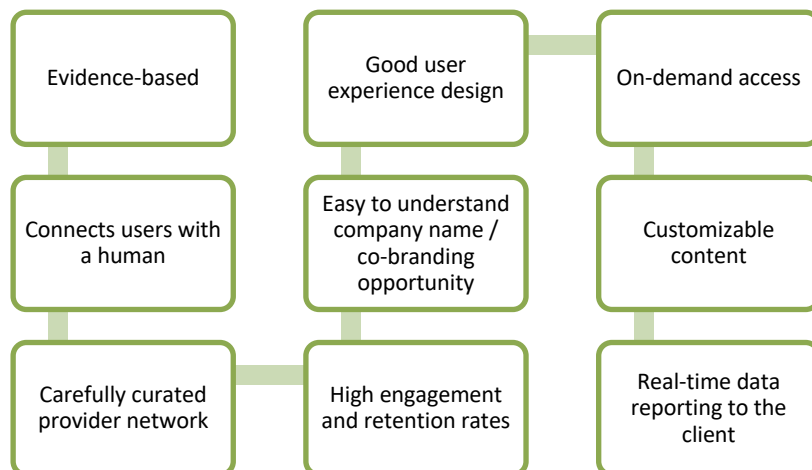 Evidence-based
Connects users with
a human
Carefully curated
provider network
High engagement
and retention rates
Easy to understand
company name /
co-branding
opportunity
Good user
experience design
On-demand access
Customizable
content
Real-time data
reporting to the
client